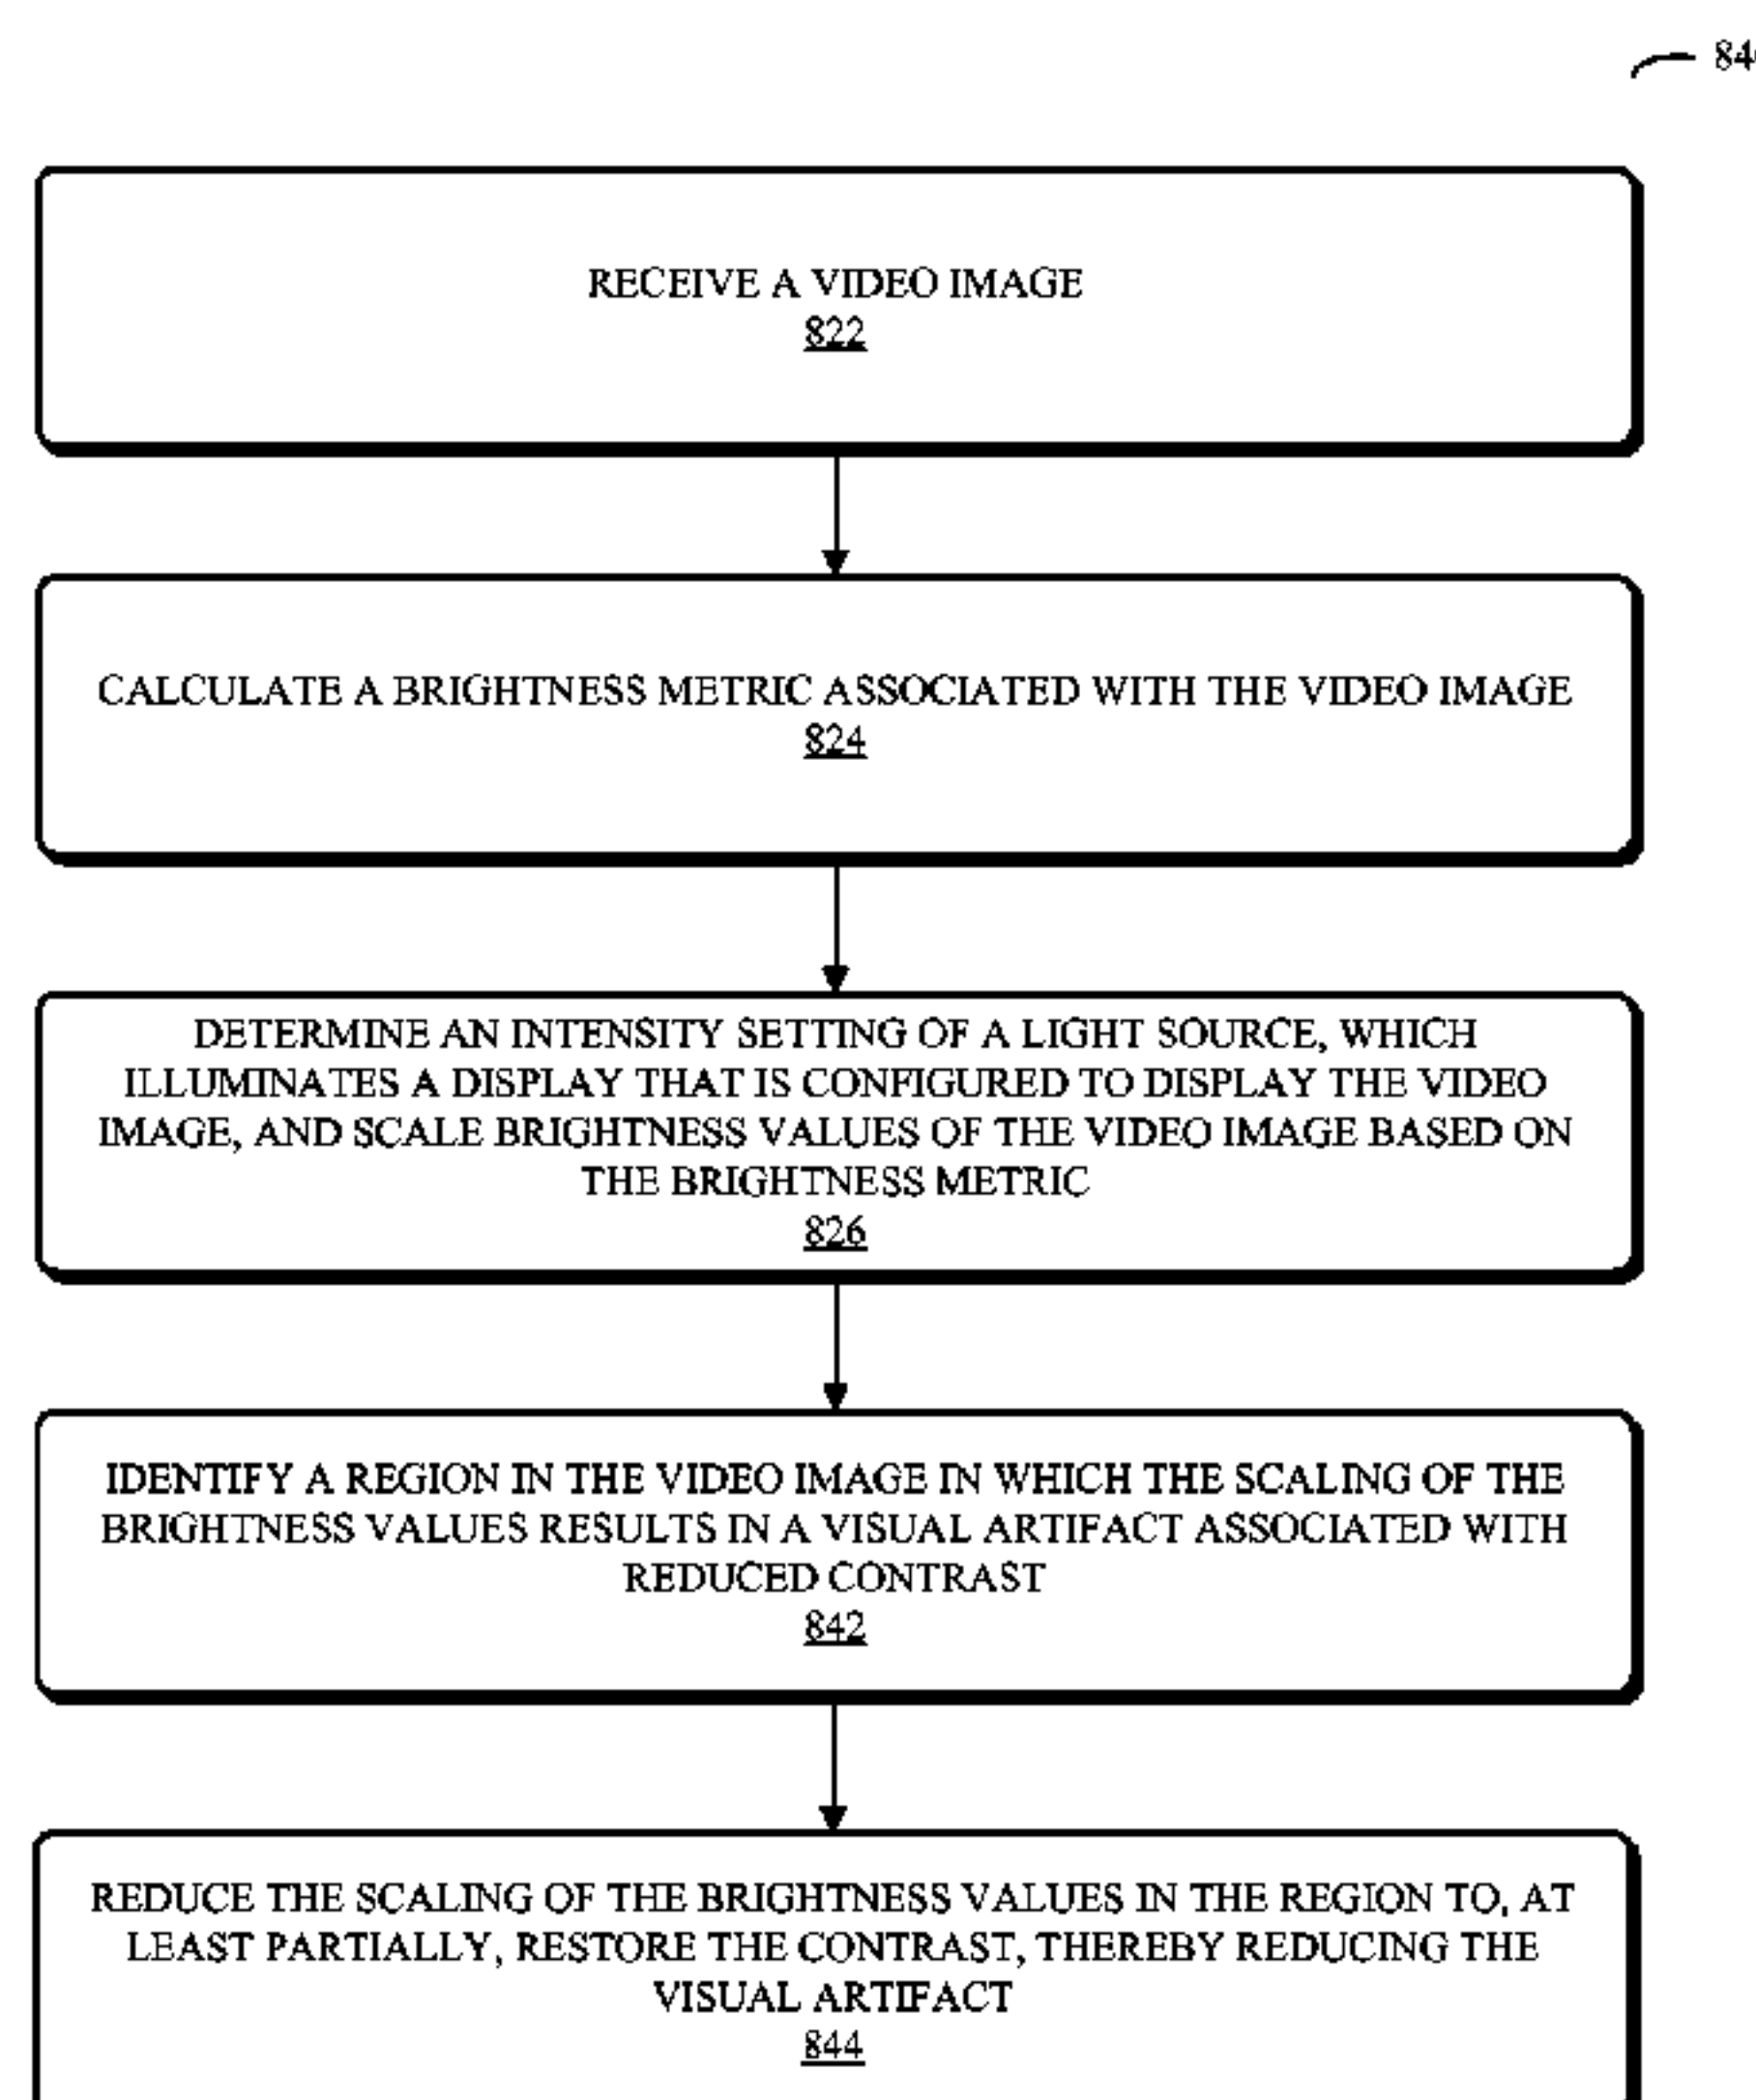 RECEIVE A VIDEO IMAGE
822
CALCULATE A BRIGHTNESS METRIC ASSOCIATED WITH THE VIDEO IMAGE
824
DETERMINE AN INTENSITY SETTING OF A LIGHT SOURCE, WHICH
ILLUMINATES A DISPLAY THAT IS CONFIGURED TO DISPLAY THE VIDEO
IMAGE, AND SCALE BRIGHTNESS VALUES OF THE VIDEO IMAGE BASED ON
THE BRIGHTNESS METRIC
826
IDENTIFY A REGION IN THE VIDEO IMAGE IN WHICH THE SCALING OF THE
BRIGHTNESS VALUES RESULTS IN A VISUAL ARTIFACT ASSOCIATED WITH
REDUCED CONTRAST
842
REDUCE THE SCALING OF THE BRIGHTNESS VALUES IN THE REGION TO, AT
LEAST PARTIALLY, RESTORE THE CONTRAST, THEREBY REDUCING THE
VISUAL ARTIFACT
844